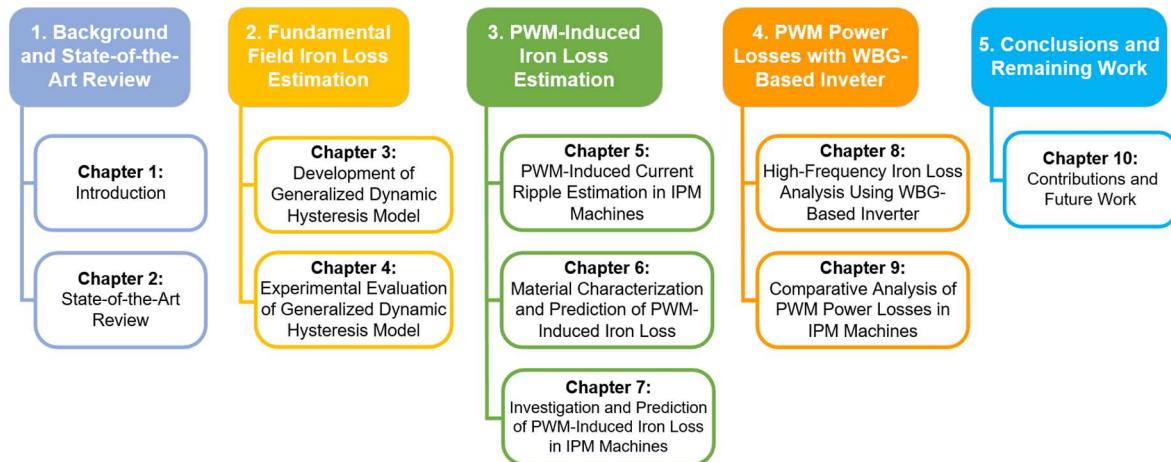 1. Background
and State-of-the-
Art Review
Chapter 1:
Introduction
Chapter 2:
State-of-the-Art
Review
2. Fundamental
Field Iron Loss
Estimation
Chapter 3:
Development of
Generalized Dynamic
Hysteresis Model
Chapter 4:
Experimental Evaluation
of Generalized Dynamic
Hysteresis Model
3. PWM-Induced
Iron Loss
Estimation
Chapter 5:
PWM-Induced Current
Ripple Estimation in IPM
Machines
Chapter 6:
Material Characterization
and Prediction of PWM-
Induced Iron Loss
Chapter 7:
Investigation and Prediction
of PWM-Induced Iron Loss
in IPM Machines
4. PWM Power
Losses with WBG-
Based Inveter
Chapter 8:
High-Frequency Iron Loss
Analysis Using WBG-
Based Inverter
Chapter 9:
Comparative Analysis of
PWM Power Losses in
IPM Machines
5. Conclusions and
Remaining Work
Chapter 10:
Contributions and
Future Work